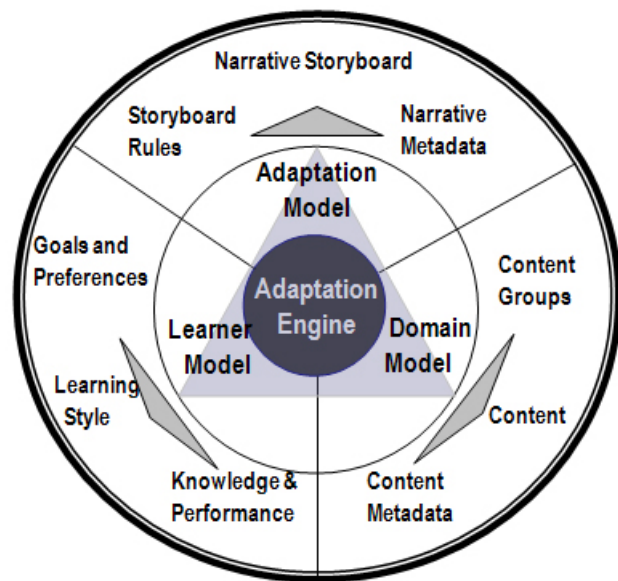 Narrative Storyboard
Storyboard
Rules
Narrative
Metadata
Adaptation
Model
Goals and
Preferences
Content
Groups
Adaptation
Engine
Learner
Model
Domain
Model
Learning
Style
Content
Knowledge &
Performance
Content
Metadata